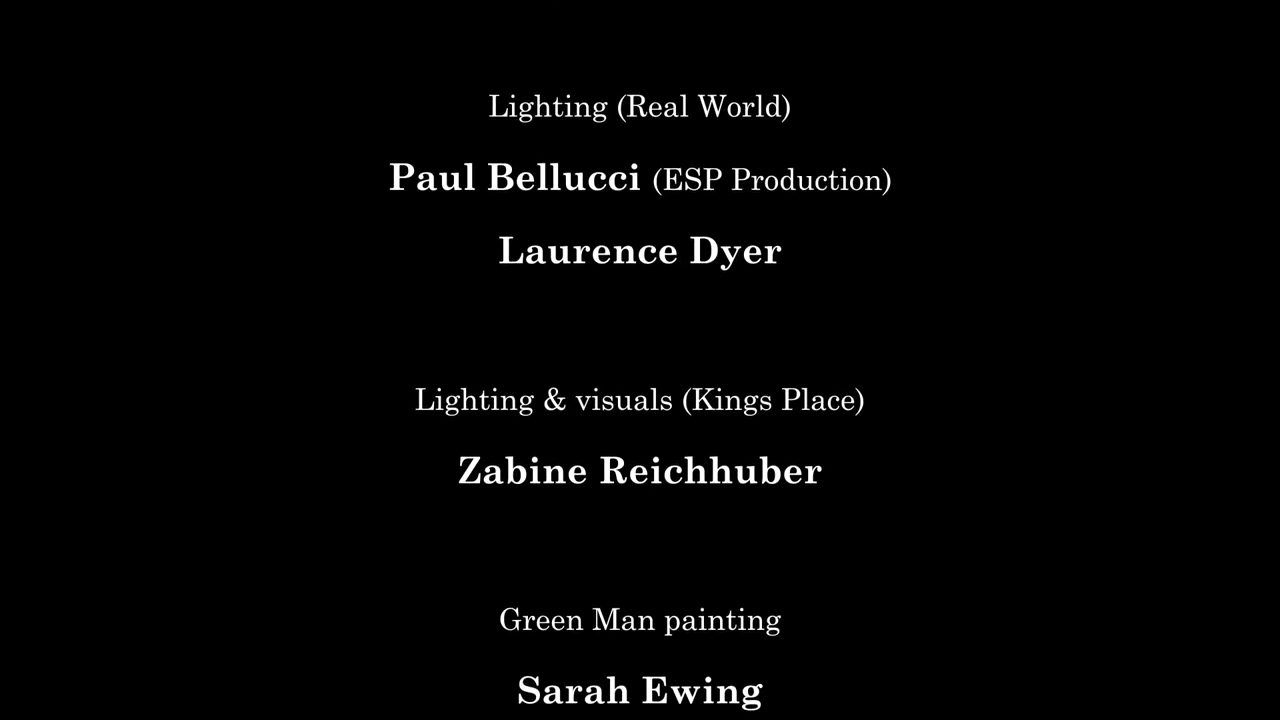 Lighting (Real World)
Paul Bellucci (ESP Production)
Laurence Dyer
Lighting & visuals (Kings Place)
Zabine Reichhuber
Green Man painting
Sarah Ewing